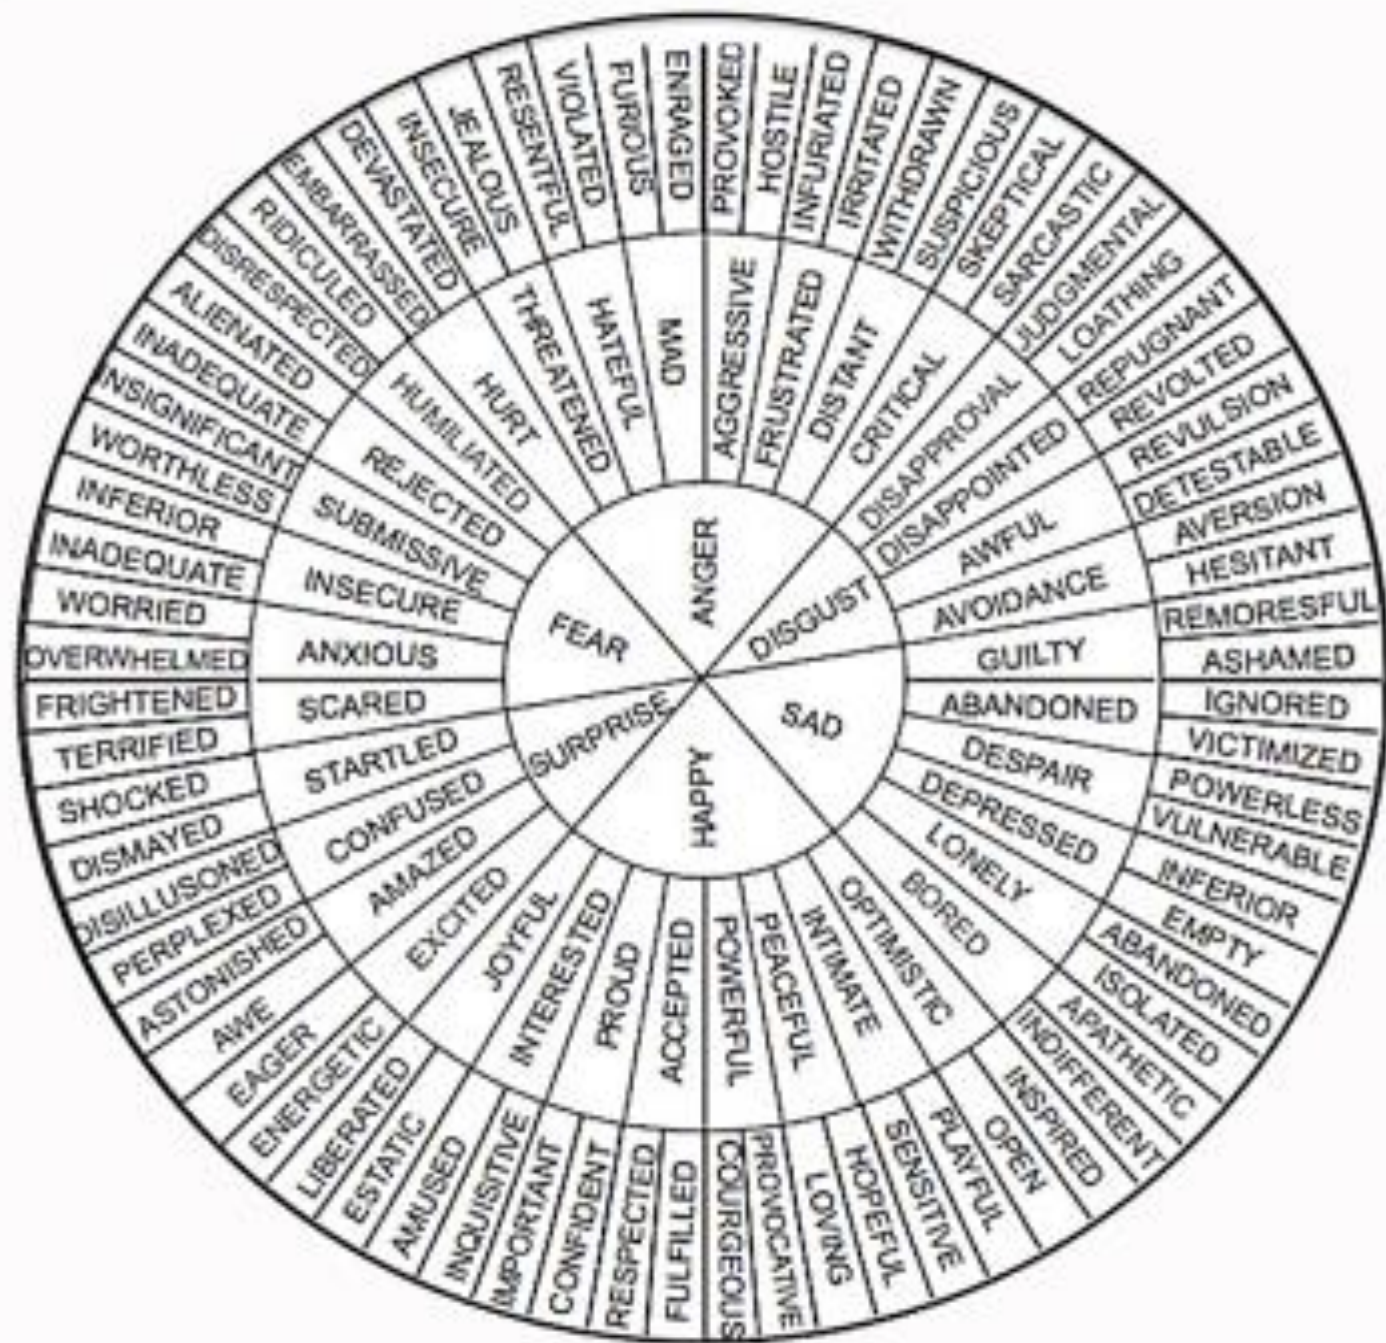 ANGER
DISGUST
SAD
HAPPY
SURPRISE
FEAR
AGGRESSIVE
FRUSTRATED
DISTANT
CRITICAL
DISAPPROVAL
DISAPPOINTED
AWFUL
AVOIDANCE
GUILTY
ABANDONED
DESPAIR
DEPRESSED
LONELY
BORED
OPTIMISTIC
INTIMATE
PEACEFUL
POWERFUL
ACCEPTED
PROUD
INTERESTED
JOYFUL
EXCITED
AMAZED
CONFUSED
STARTLED
SCARED
ANXIOUS
INSECURE
SUBMISSIVE
REJECTED
HUMILIATED
HURT
THREATENED
HATEFUL
MAD
PROVOKED
HOSTILE
INFURIATED
IRRITATED
WITHDRAWN
SUSPICIOUS
SKEPTICAL
SARCASTIC
JUDGMENTAL
LOATHING
REPUGNANT
REVOLTED
REVULSION
DETESTABLE
AVERSION
HESITANT
REMORESFUL
ASHAMED
IGNORED
VICTIMIZED
POWERLESS
VULNERABLE
INFERIOR
EMPTY
ABANDONED
ISOLATED
APATHETIC
INDIFFERENT
INSPIRED
OPEN
PLAYFUL
SENSITIVE
HOPEFUL
LOVING
PROVOCATIVE
COURGEOUS
FULFILLED
RESPECTED
CONFIDENT
IMPORTANT
INQUISITIVE
AMUSED
ESTATIC
LIBERATED
ENERGETIC
EAGER
AWE
ASTONISHED
PERPLEXED
DISILLUSONED
DISMAYED
SHOCKED
TERRIFIED
FRIGHTENED
OVERWHELMED
WORRIED
INADEQUATE
INFERIOR
WORTHLESS
NSIGNIFICANT
INADEQUATE
ALIENATED
DISRESPECTED
RIDICULED
EMBARRASSED
DEVASTATED
INSECURE
JEALOUS
RESENTFUL
VIOLATED
FURIOUS
ENRAGED